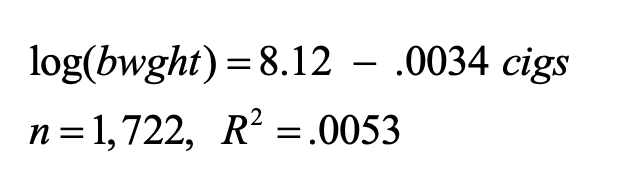 log(bwght) = 8.12 – .0034 cigs
n = 1,722, R² = .0053